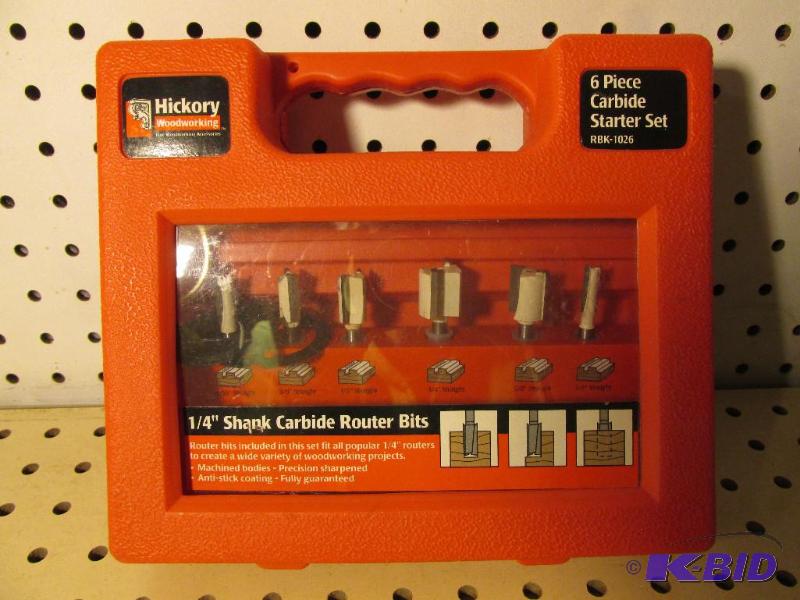 Hickory
Woodworking
6 Piece
Carbide
Starter Set
RBK-1026
1/4" Shank Carbide Router Bits
Router bits included in this set fit all popular 1/4" routers
to create a wide variety of woodworking projects.
• Machined bodies • Precision sharpened
• Anti-stick coating • Fully guaranteed
© K-BID